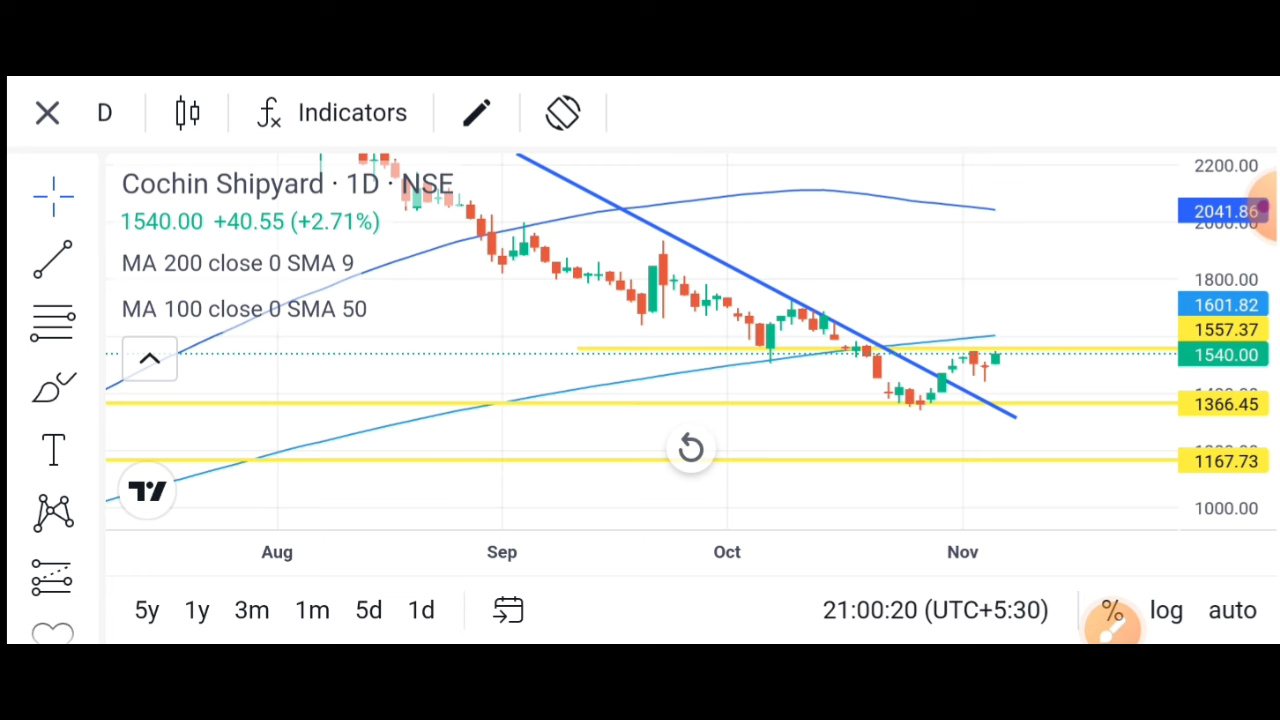 D Indicators
Cochin Shipyard · 1D · NSE
1540.00 +40.55 (+2.71%)
MA 200 close 0 SMA 9
MA 100 close 0 SMA 50
2200.00
2041.86
2000.00
1800.00
1601.82
1557.37
1540.00
1366.45
1167.73
1000.00
Aug Sep Oct Nov
5y 1y 3m 1m 5d 1d 21:00:20 (UTC+5:30) % log auto
T